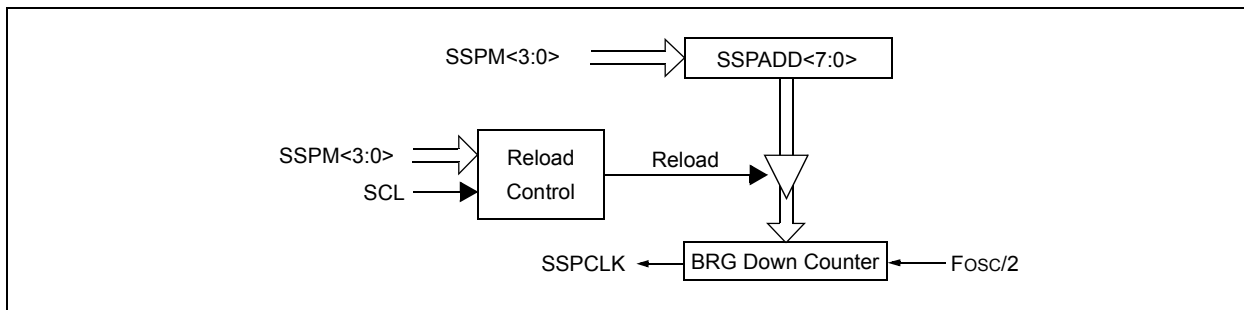 SSPM<3:0>
SSPADD<7:0>
SSPM<3:0>
SCL
Reload
Control
Reload
SSPCLK
BRG Down Counter
FOSC/2